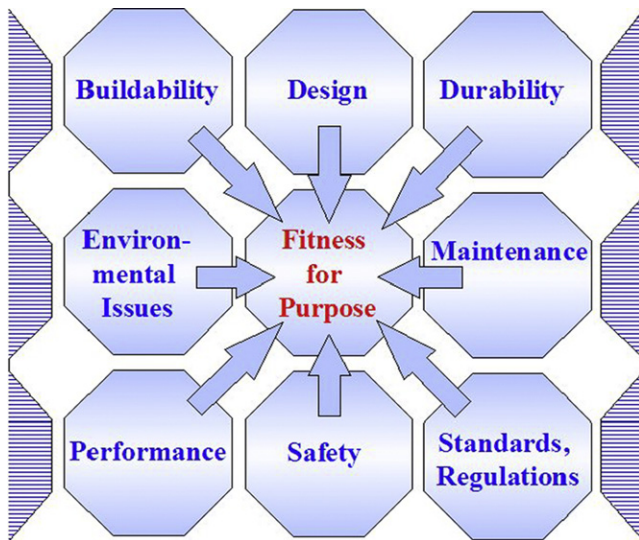 Buildability
Design
Durability
Environ-
mental
Issues
Fitness
for
Purpose
Maintenance
Performance
Safety
Standards,
Regulations